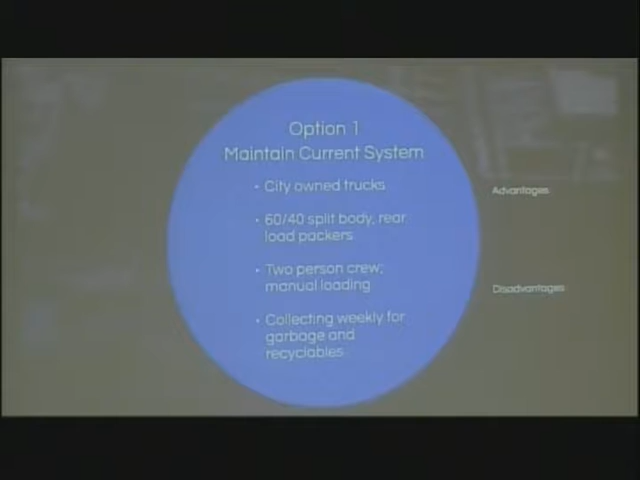 Option 1
Maintain Current System
• City owned trucks
• 60/40 split body, rear
load packers
• Two person crew;
manual loading
• Collecting weekly for
garbage and
recyclables
Advantages
Disadvantages